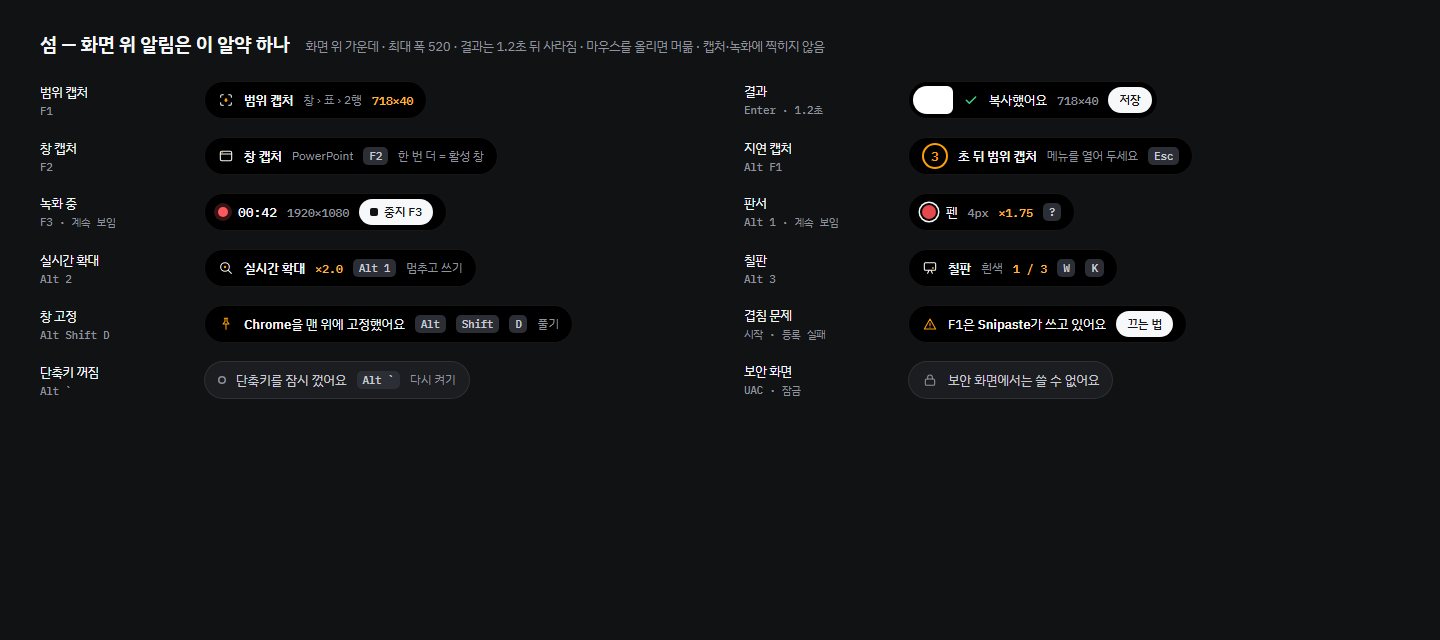 섬 — 화면 위 알림은 이 알약 하나 화면 위 가운데 · 최대 폭 520 · 결과는 1.2초 뒤 사라짐 · 마우스를 올리면 머묾 · 캡처·녹화에 찍히지 않음
범위 캡처
F1
범위 캡처 창 › 표 › 2행 718×40
결과
Enter · 1.2초
복사했어요 718×40 저장
창 캡처
F2
창 캡처 PowerPoint F2 한 번 더 = 활성 창
지연 캡처
Alt F1
3 초 뒤 범위 캡처 메뉴를 열어 두세요 Esc
녹화 중
F3 · 계속 보임
00:42 1920×1080 중지 F3
판서
Alt 1 · 계속 보임
펜 4px ×1.75 ?
실시간 확대
Alt 2
실시간 확대 ×2.0 Alt 1 멈추고 쓰기
칠판
Alt 3
칠판 흰색 1 / 3 W K
창 고정
Alt Shift D
Chrome을 맨 위에 고정했어요 Alt Shift D 풀기
겹침 문제
시작 · 등록 실패
F1은 Snipaste가 쓰고 있어요 끄는 법
단축키 꺼짐
Alt `
단축키를 잠시 껐어요 Alt ` 다시 켜기
보안 화면
UAC · 잠금
보안 화면에서는 쓸 수 없어요